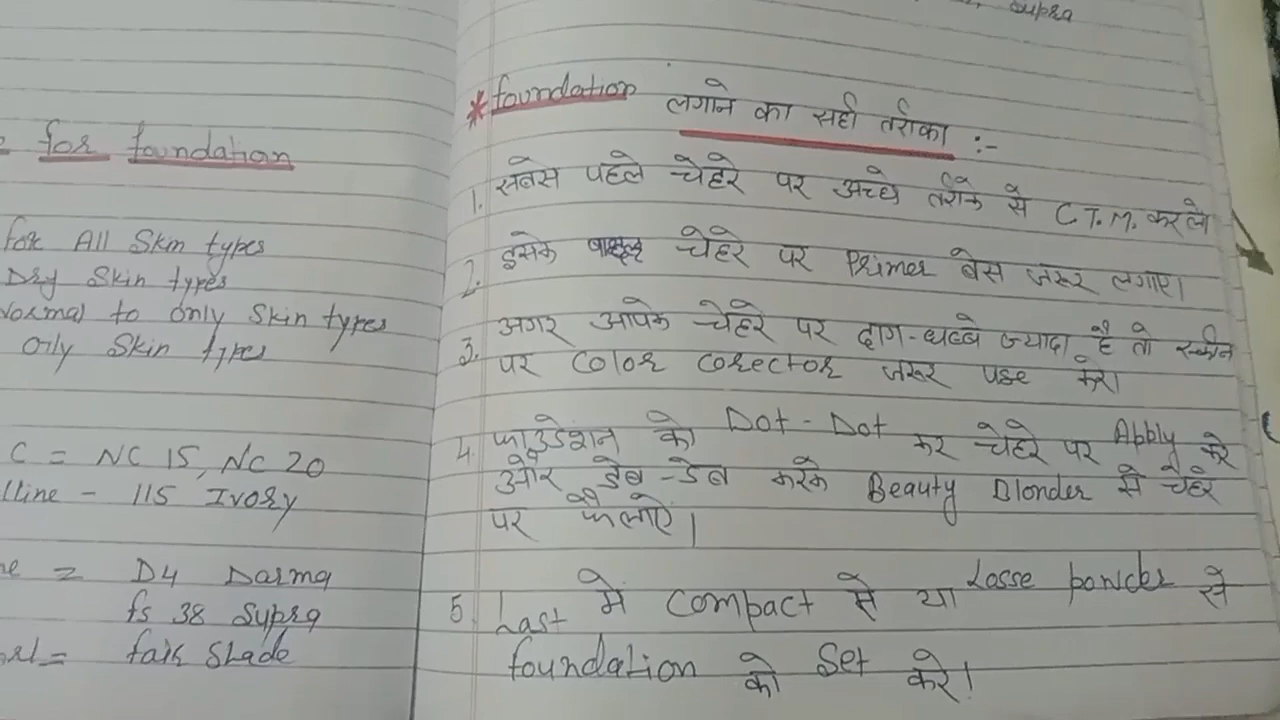 for foundation
for All Skin types
Dry Skin types
Normal to only Skin types
Oily Skin types
C = NC 15, NC 20
lline - 115 Ivory
= D4 Darma
fs 38 Supra
= fair Shade
Supra
* foundation लगाने का सही तरीका :-
1. सबसे पहले चेहरे पर अच्छे तरीके से C.T.M. कर ले
2. इसके चेहरे पर Primer बेस जरूर लगाए।
3. अगर आपके चेहरे पर दाग-धब्बे ज्यादा है तो स्कीन
पर Color Corector जरूर use करे।
4. फाउंडेशन को Dot-Dot कर चेहरे पर Apply करे
और डेब-डेब करके Beauty Blonder से चेहरे
पर फैलाऐ।
5 Last मे Compact से या Losse powder से
foundation को Set करे।